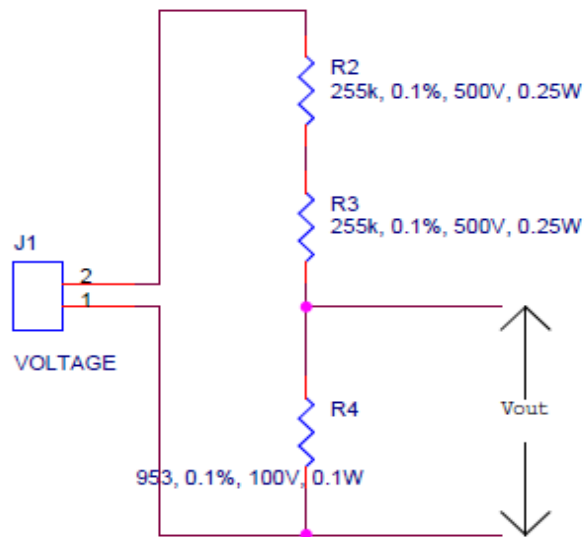 R2
255k, 0.1%, 500V, 0.25W
R3
255k, 0.1%, 500V, 0.25W
J1
2
1
VOLTAGE
R4
Vout
953, 0.1%, 100V, 0.1W